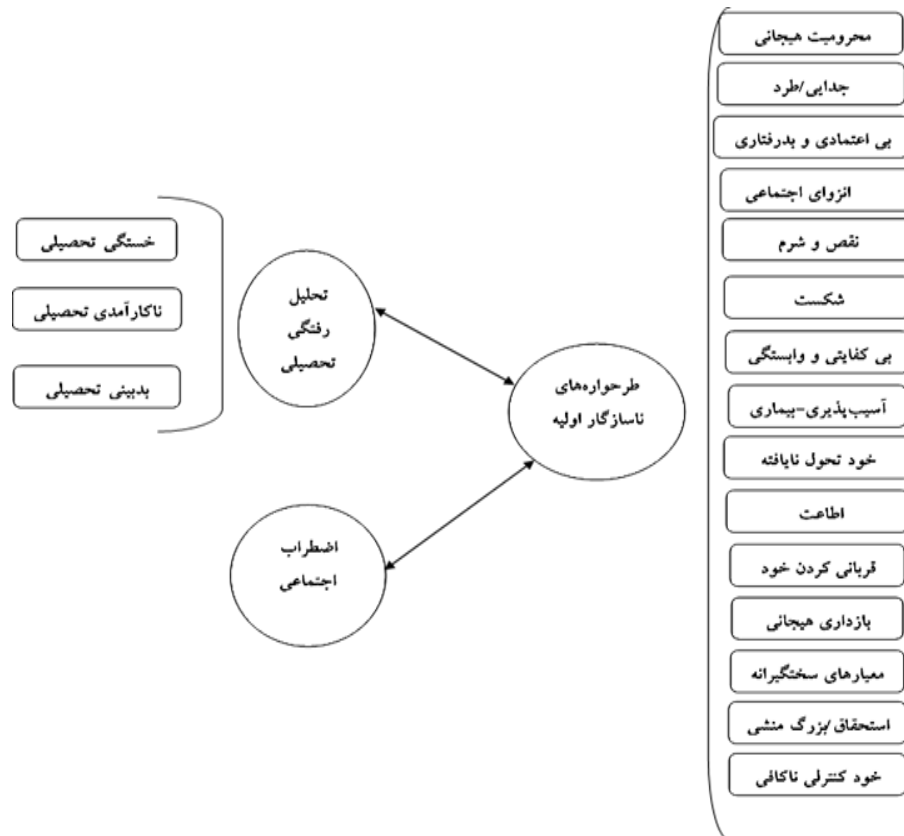 محرومیت هیجانی
جدایی/طرد
بی اعتمادی و بدرفتاری
انزوای اجتماعی
نقص و شرم
شکست
بی کفایتی و وابستگی
آسیب‌پذیری-بیماری
خود تحول نایافته
اطاعت
قربانی کردن خود
بازداری هیجانی
معیارهای سختگیرانه
استحقاق/بزرگ منشی
خود کنترلی ناکافی
طرحواره‌های
ناسازگار اولیه
تحلیل
رفتگی
تحصیلی
اضطراب
اجتماعی
خستگی تحصیلی
ناکارآمدی تحصیلی
بدبینی تحصیلی